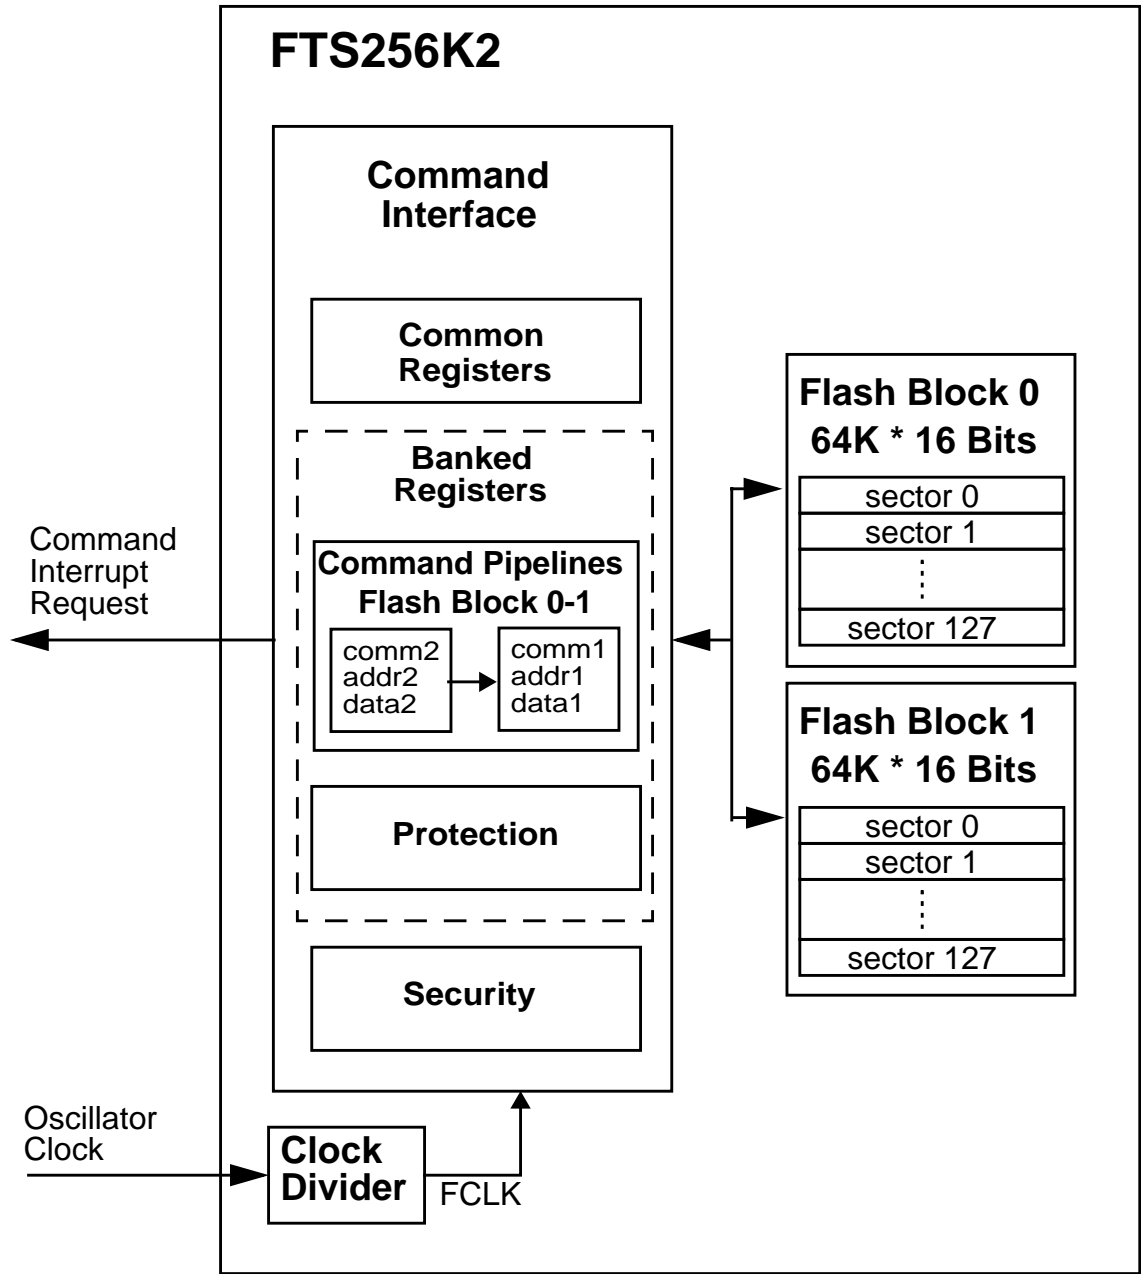 FTS256K2
Command
Interface
Common
Registers
Banked
Registers
Command Pipelines
Flash Block 0-1
comm2
addr2
data2
comm1
addr1
data1
Protection
Security
Command
Interrupt
Request
Oscillator
Clock
Clock
Divider
FCLK
Flash Block 0
64K * 16 Bits
sector 0
sector 1
sector 127
Flash Block 1
64K * 16 Bits
sector 0
sector 1
sector 127